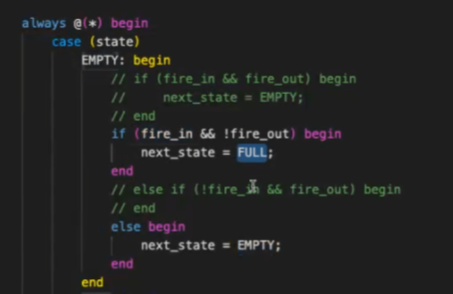 always @(*) begin
    case (state)
        EMPTY: begin
            // if (fire_in && fire_out) begin
            //     next_state = EMPTY;
            // end
            if (fire_in && !fire_out) begin
                next_state = FULL;
            end
            // else if (!fire_in && fire_out) begin
            // end
            else begin
                next_state = EMPTY;
            end
        end